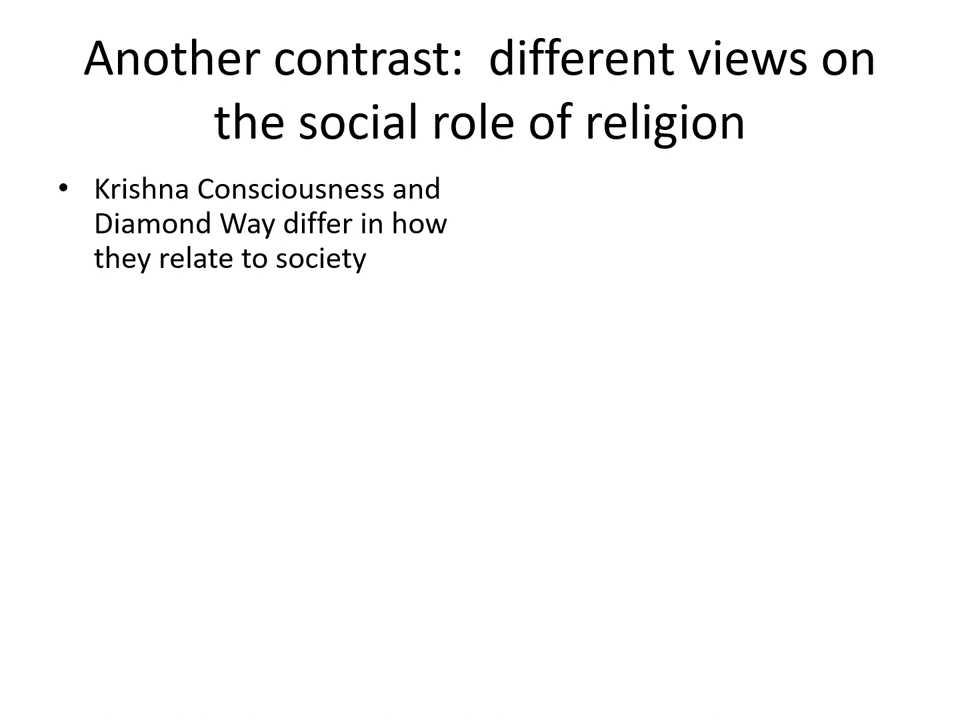 Another contrast:  different views on
the social role of religion
• Krishna Consciousness and
Diamond Way differ in how
they relate to society